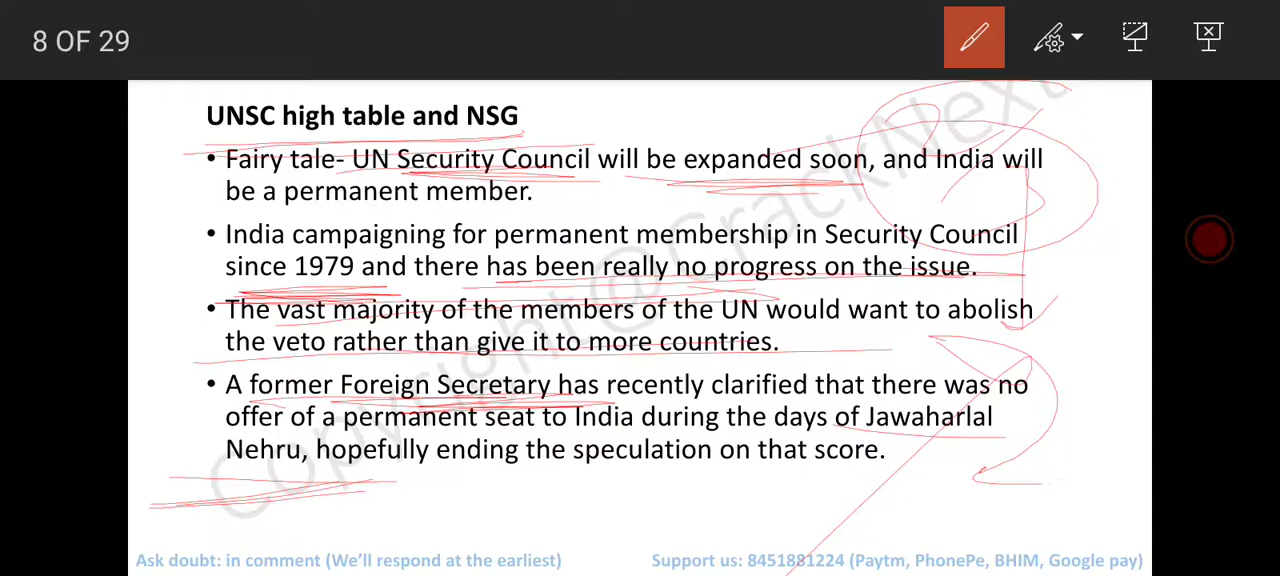 8 OF 29
UNSC high table and NSG
• Fairy tale- UN Security Council will be expanded soon, and India will
be a permanent member.
• India campaigning for permanent membership in Security Council
since 1979 and there has been really no progress on the issue.
• The vast majority of the members of the UN would want to abolish
the veto rather than give it to more countries.
• A former Foreign Secretary has recently clarified that there was no
offer of a permanent seat to India during the days of Jawaharlal
Nehru, hopefully ending the speculation on that score.
Copyright@CrackNext
Ask doubt: in comment (We'll respond at the earliest)
Support us: 8451881224 (Paytm, PhonePe, BHIM, Google pay)